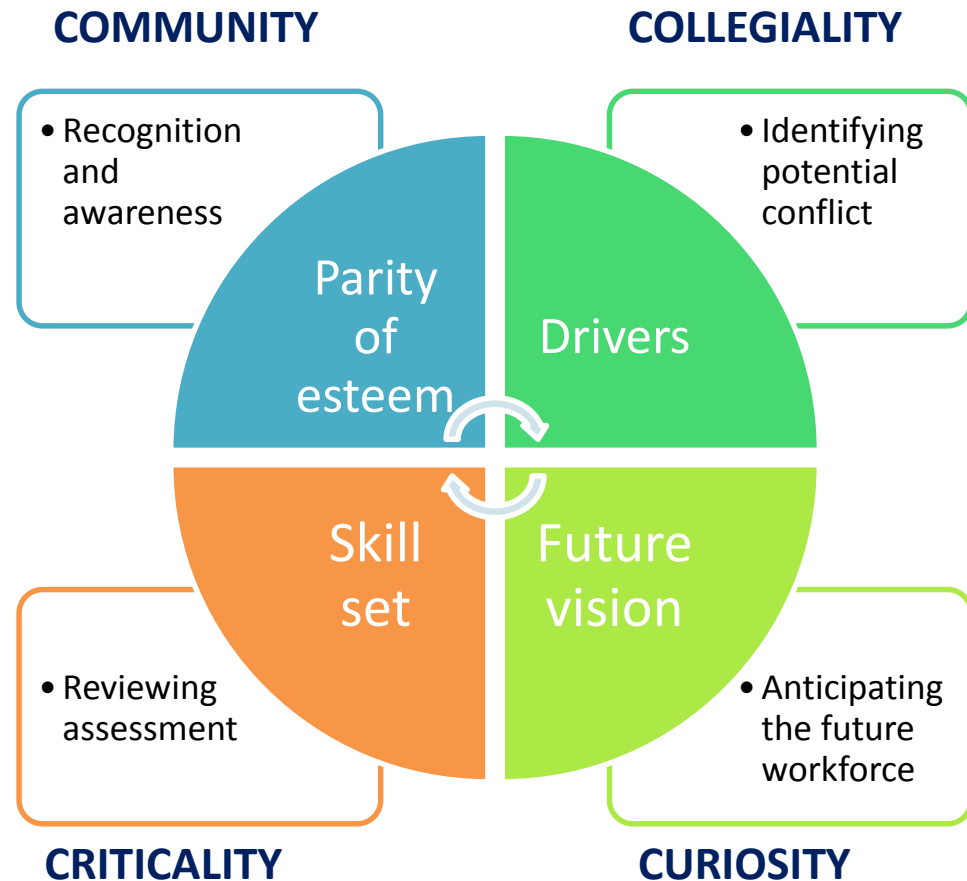 COMMUNITY
COLLEGIALITY
• Recognition
and
awareness
• Identifying
potential
conflict
Parity
of
esteem
Drivers
Skill
set
Future
vision
• Reviewing
assessment
• Anticipating
the future
workforce
CRITICALITY
CURIOSITY